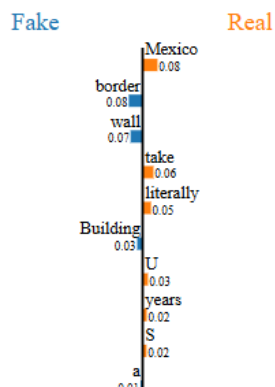 Fake Real
Mexico
0.08
border
0.08
wall
0.07
take
0.06
literally
0.05
Building
0.03
U
0.03
years
0.02
S
0.02
a